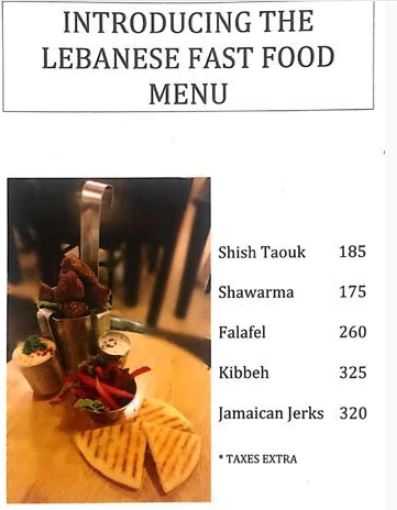 INTRODUCING THE
LEBANESE FAST FOOD
MENU
Shish Taouk 185
Shawarma 175
Falafel 260
Kibbeh 325
Jamaican Jerks 320
* TAXES EXTRA